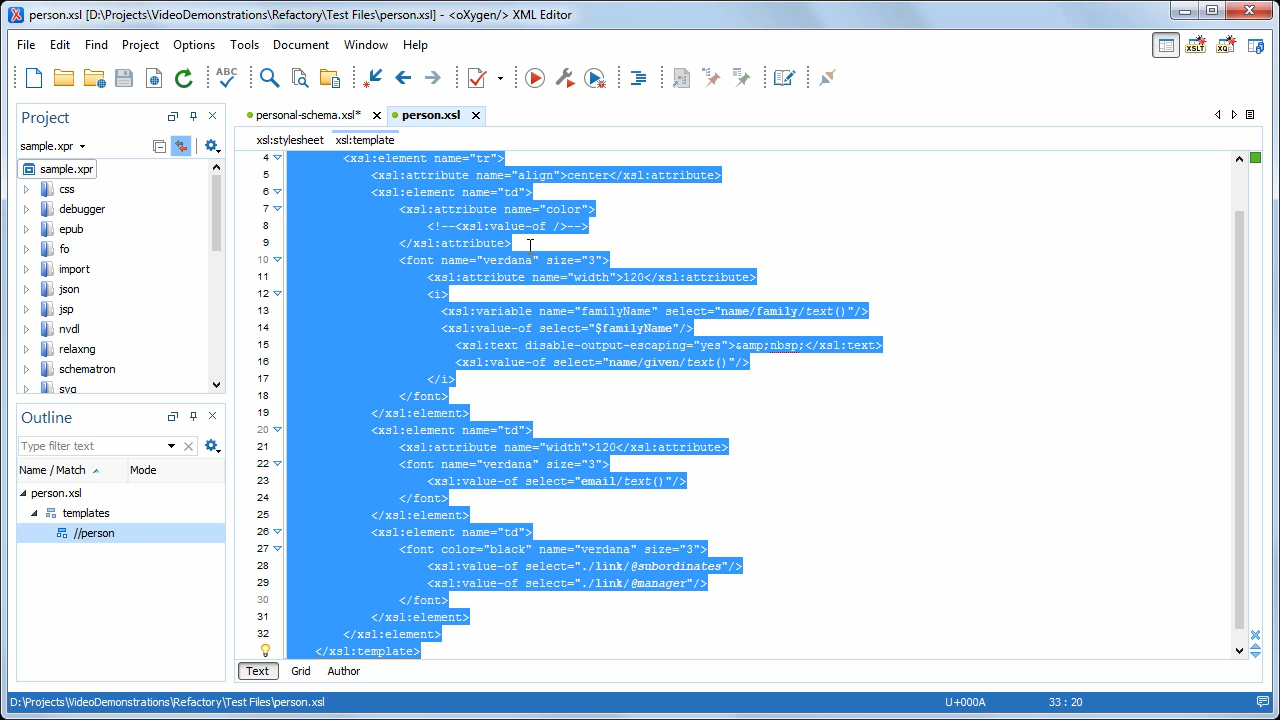 person.xsl [D:\Projects\VideoDemonstrations\Refactory\Test Files\person.xsl] - <oXygen/> XML Editor
File Edit Find Project Options Tools Document Window Help
XSLT XQ
ABC
Project
sample.xpr
sample.xpr
css
debugger
epub
fo
import
json
jsp
nvdl
relaxng
schematron
svg
Outline
Type filter text
Name / Match Mode
person.xsl
templates
//person
personal-schema.xsl* person.xsl
xsl:stylesheet xsl:template
4 <xsl:element name="tr">
5 <xsl:attribute name="align">center</xsl:attribute>
6 <xsl:element name="td">
7 <xsl:attribute name="color">
8 <!--<xsl:value-of />-->
9 </xsl:attribute>
10 <font name="verdana" size="3">
11 <xsl:attribute name="width">120</xsl:attribute>
12 <i>
13 <xsl:variable name="familyName" select="name/family/text()"/>
14 <xsl:value-of select="$familyName"/>
15 <xsl:text disable-output-escaping="yes">&amp;nbsp;</xsl:text>
16 <xsl:value-of select="name/given/text()"/>
17 </i>
18 </font>
19 </xsl:element>
20 <xsl:element name="td">
21 <xsl:attribute name="width">120</xsl:attribute>
22 <font name="verdana" size="3">
23 <xsl:value-of select="email/text()"/>
24 </font>
25 </xsl:element>
26 <xsl:element name="td">
27 <font color="black" name="verdana" size="3">
28 <xsl:value-of select="./link/@subordinates"/>
29 <xsl:value-of select="./link/@manager"/>
30 </font>
31 </xsl:element>
32 </xsl:element>
</xsl:template>
Text Grid Author
D:\Projects\VideoDemonstrations\Refactory\Test Files\person.xsl U+000A 33 : 20